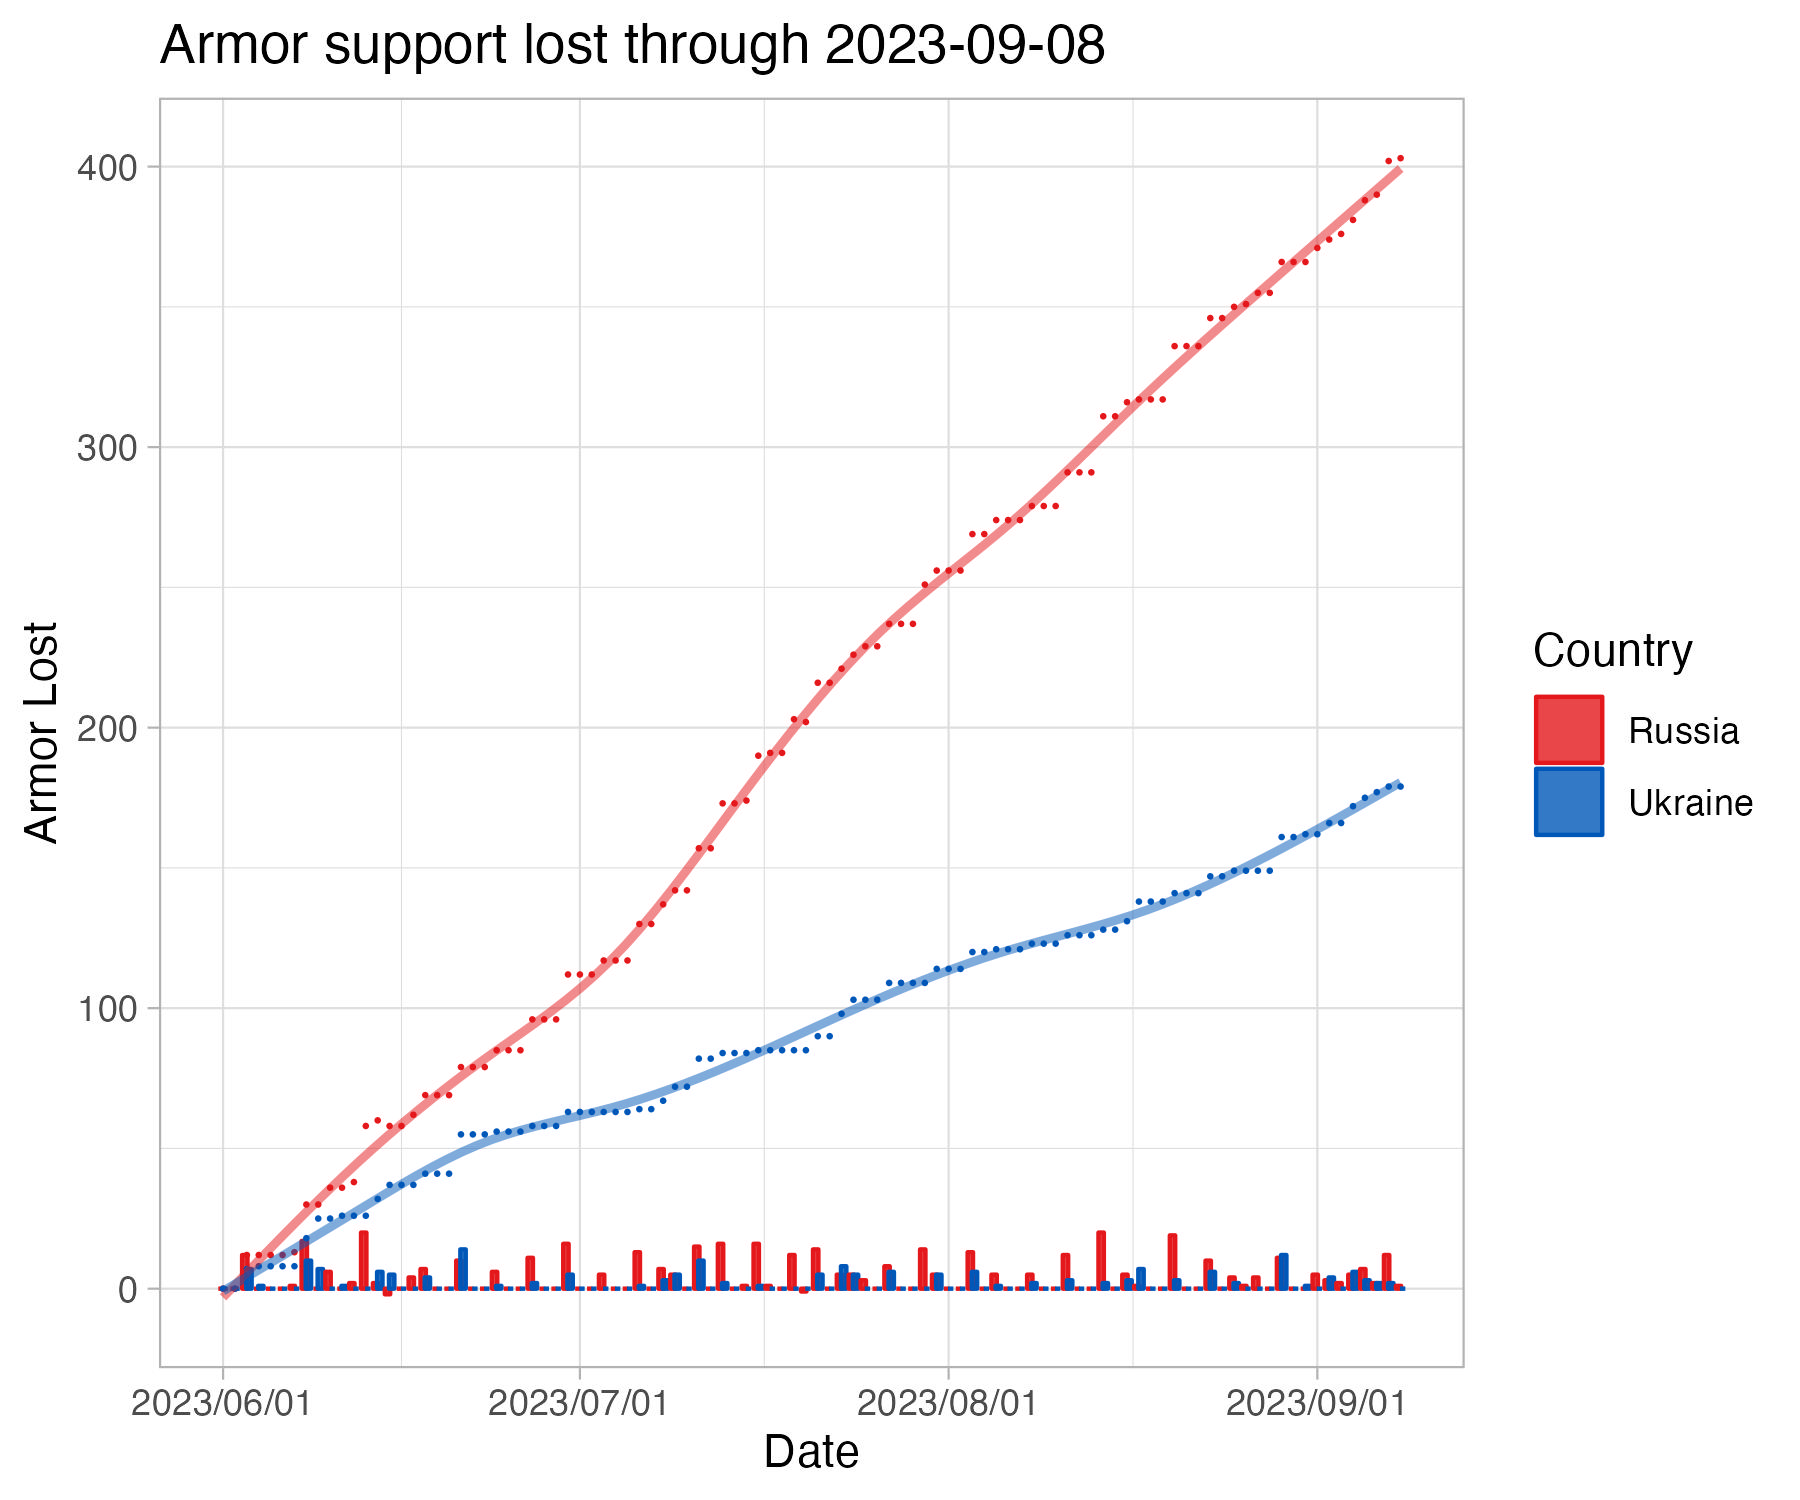 Armor support lost through 2023-09-08
400
300
200
100
0
Armor Lost
2023/06/01
2023/07/01
2023/08/01
2023/09/01
Date
Country
Russia
Ukraine